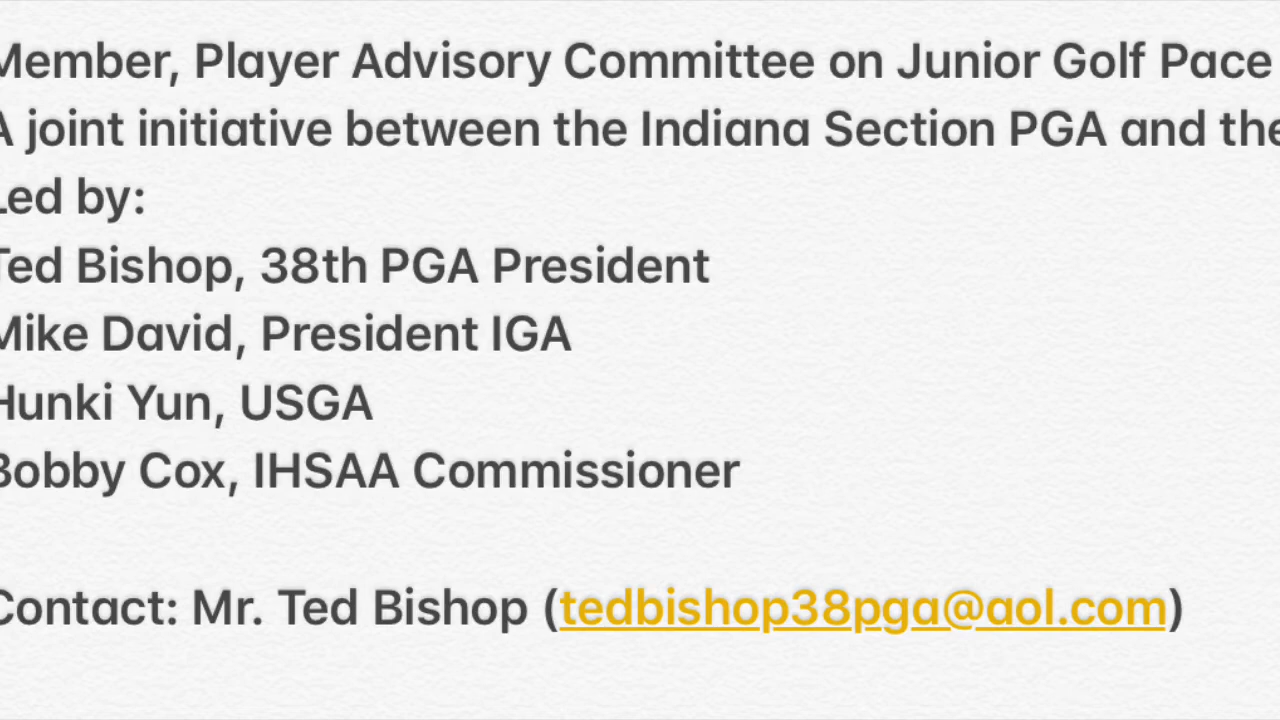 Member, Player Advisory Committee on Junior Golf Pace
A joint initiative between the Indiana Section PGA and the
Led by:
Ted Bishop, 38th PGA President
Mike David, President IGA
Hunki Yun, USGA
Bobby Cox, IHSAA Commissioner
Contact: Mr. Ted Bishop (tedbishop38pga@aol.com)